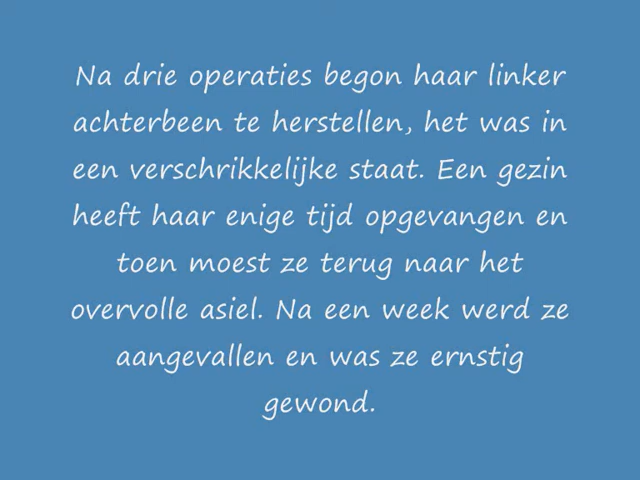 Na drie operaties begon haar linker
achterbeen te herstellen, het was in
een verschrikkelijke staat. Een gezin
heeft haar enige tijd opgevangen en
toen moest ze terug naar het
overvolle asiel. Na een week werd ze
aangevallen en was ze ernstig
gewond.